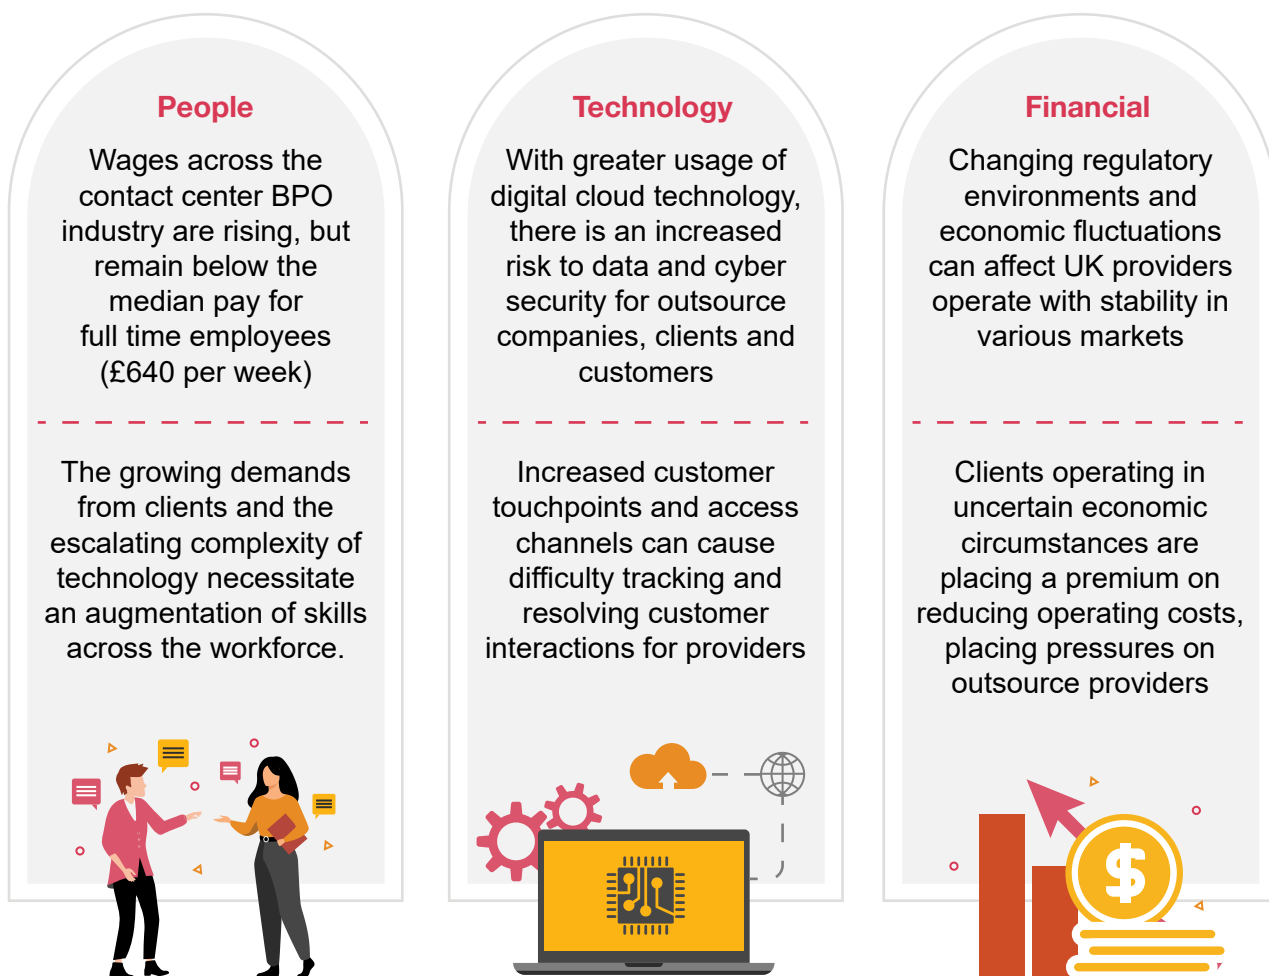 People
Wages across the
contact center BPO
industry are rising, but
remain below the
median pay for
full time employees
(£640 per week)
The growing demands
from clients and the
escalating complexity of
technology necessitate
an augmentation of skills
across the workforce.
Technology
With greater usage of
digital cloud technology,
there is an increased
risk to data and cyber
security for outsource
companies, clients and
customers
Increased customer
touchpoints and access
channels can cause
difficulty tracking and
resolving customer
interactions for providers
Financial
Changing regulatory
environments and
economic fluctuations
can affect UK providers
operate with stability in
various markets
Clients operating in
uncertain economic
circumstances are
placing a premium on
reducing operating costs,
placing pressures on
outsource providers
$